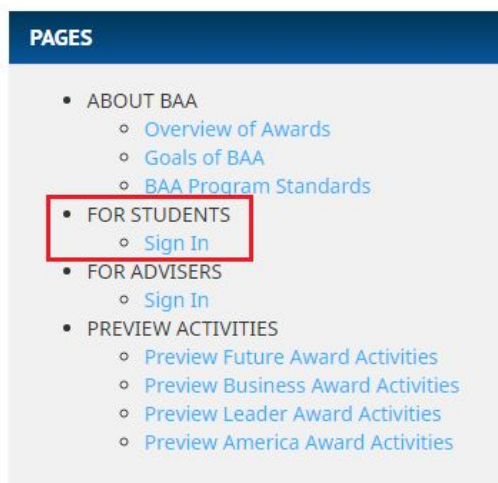 PAGES
ABOUT BAA
Overview of Awards
Goals of BAA
BAA Program Standards
FOR STUDENTS
Sign In
FOR ADVISERS
Sign In
PREVIEW ACTIVITIES
Preview Future Award Activities
Preview Business Award Activities
Preview Leader Award Activities
Preview America Award Activities